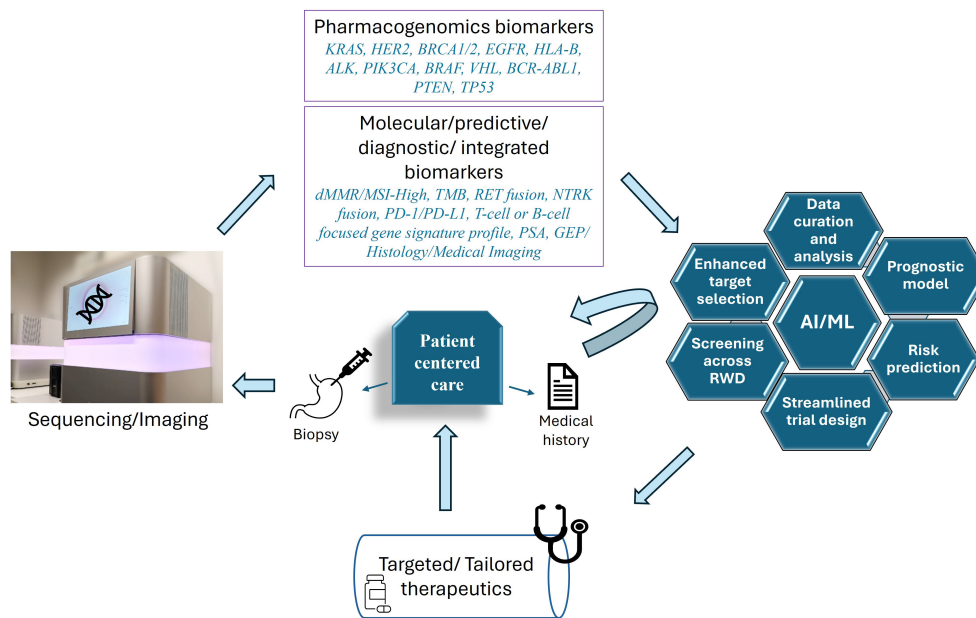 Pharmacogenomics biomarkers
KRAS, HER2, BRCA1/2, EGFR, HLA-B,
ALK, PIK3CA, BRAF, VHL, BCR-ABL1,
PTEN, TP53
Molecular/predictive/
diagnostic/ integrated
biomarkers
dMMR/MSI-High, TMB, RET fusion, NTRK
fusion, PD-1/PD-L1, T-cell or B-cell
focused gene signature profile, PSA, GEP/
Histology/Medical Imaging
Data
curation and
analysis
Enhanced
target
selection
Prognostic
model
AI/ML
Screening
across
RWD
Risk
prediction
Streamlined
trial design
Patient
centered
care
Sequencing/Imaging
Biopsy
Medical
history
Targeted/ Tailored
therapeutics